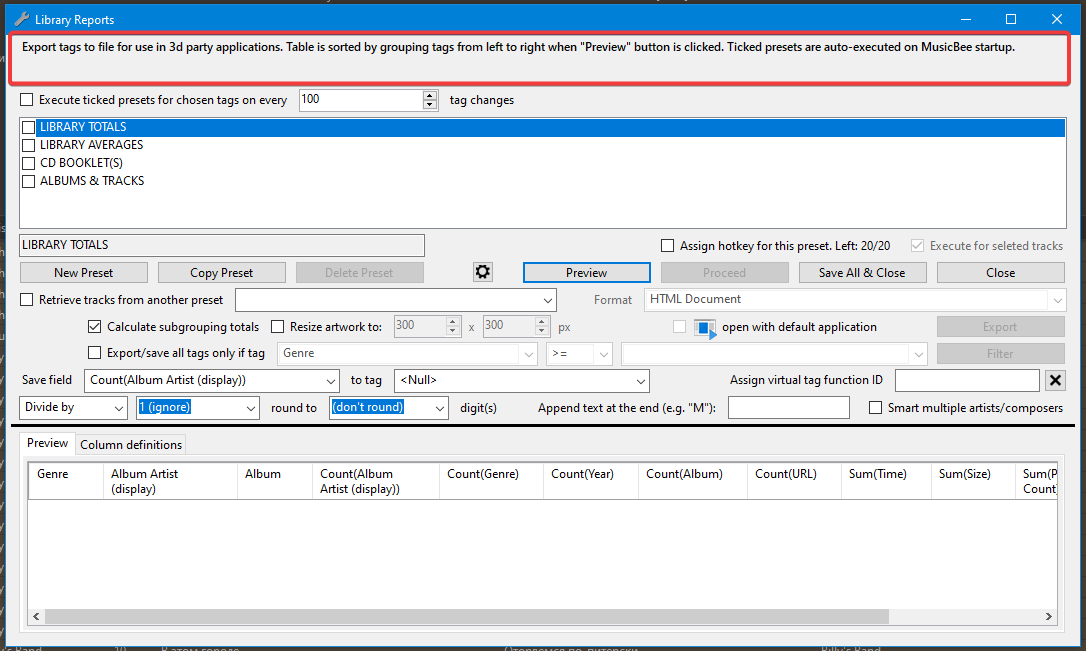 Library Reports
Export tags to file for use in 3d party applications. Table is sorted by grouping tags from left to right when "Preview" button is clicked. Ticked presets are auto-executed on MusicBee startup.
Execute ticked presets for chosen tags on every 100 tag changes
LIBRARY TOTALS
LIBRARY AVERAGES
CD BOOKLET(S)
ALBUMS & TRACKS
LIBRARY TOTALS Assign hotkey for this preset. Left: 20/20 Execute for seleted tracks
New Preset Copy Preset Delete Preset Preview Proceed Save All & Close Close
Retrieve tracks from another preset Format HTML Document
Calculate subgrouping totals Resize artwork to: 300 x 300 px open with default application Export
Export/save all tags only if tag Genre >= Filter
Save field Count(Album Artist (display)) to tag <Null> Assign virtual tag function ID
Divide by 1 (ignore) round to (don't round) digit(s) Append text at the end (e.g. "M"): Smart multiple artists/composers
Preview Column definitions
Genre Album Artist Album Count(Album Count(Genre) Count(Year) Count(Album) Count(URL) Sum(Time) Sum(Size) Sum(P
(display) Artist (display)) Count)
10 В этом городе Оторвемся по-питерски Billy's Band